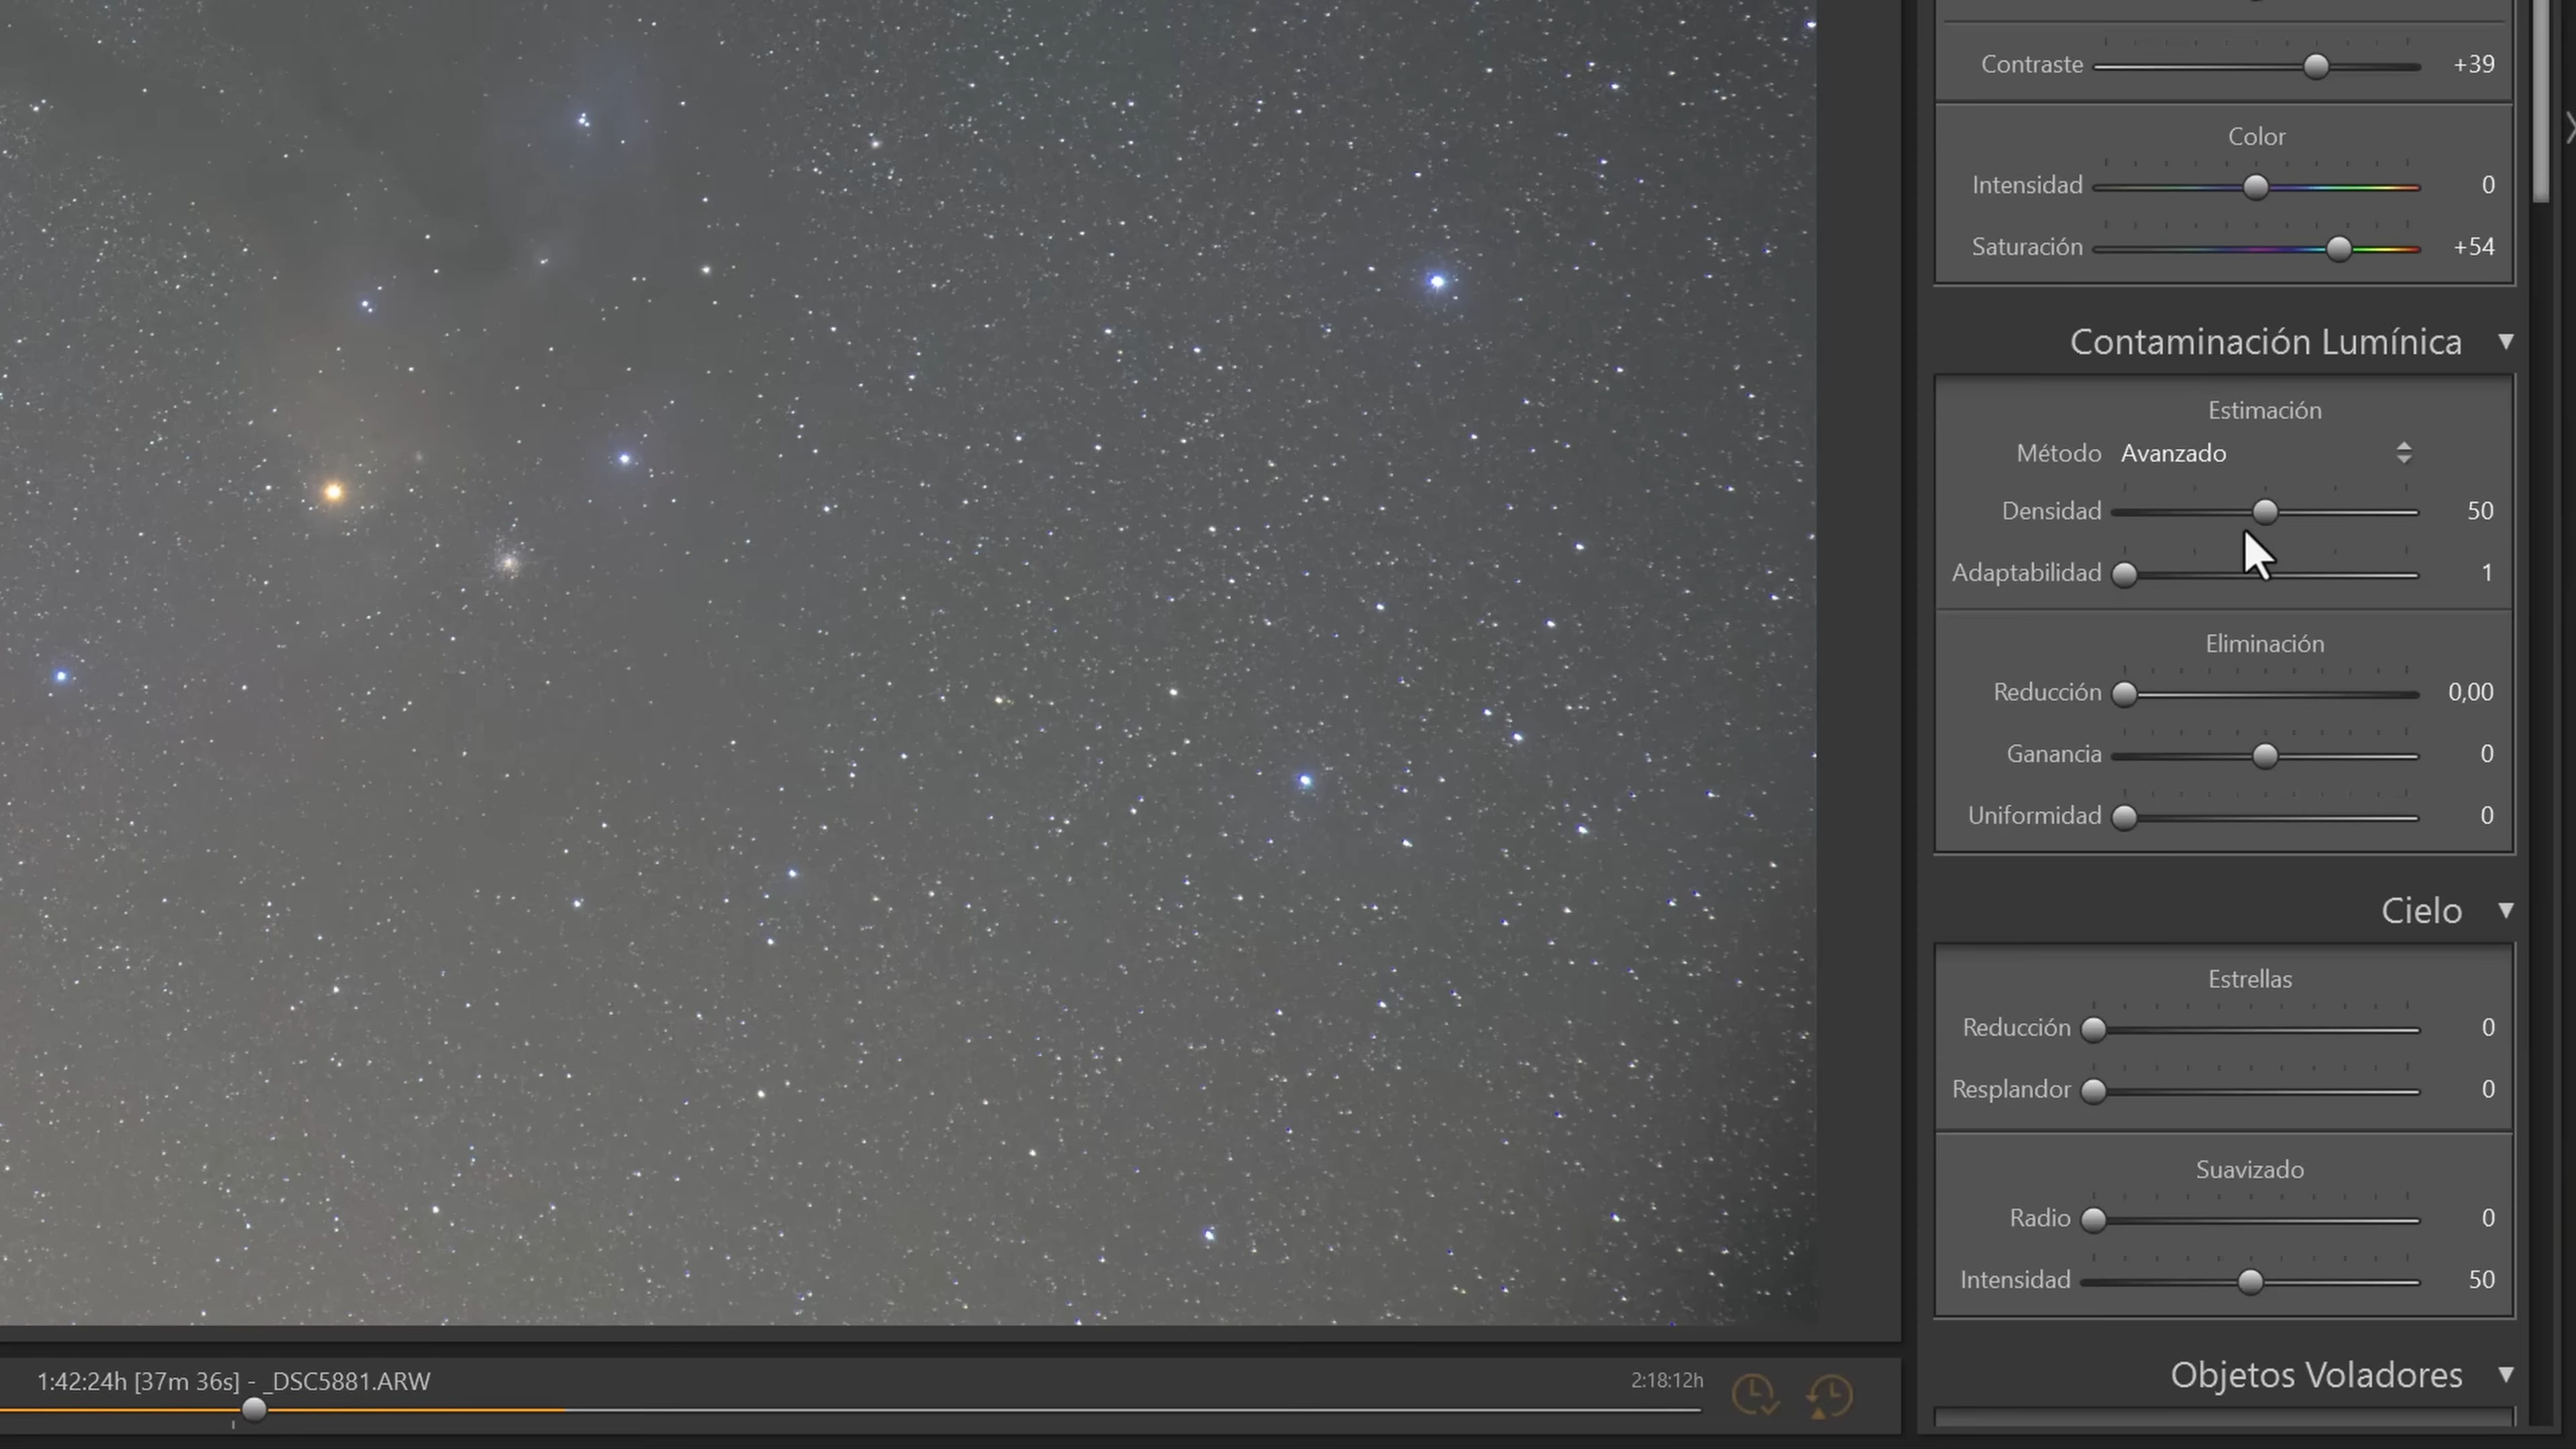 Contraste +39
Color
Intensidad 0
Saturación +54
Contaminación Lumínica
Estimación
Método Avanzado
Densidad 50
Adaptabilidad 1
Eliminación
Reducción 0,00
Ganancia 0
Uniformidad 0
Cielo
Estrellas
Reducción 0
Resplandor 0
Suavizado
Radio 0
Intensidad 50
Objetos Voladores
1:42:24h [37m 36s] - _DSC5881.ARW
2:18:12h